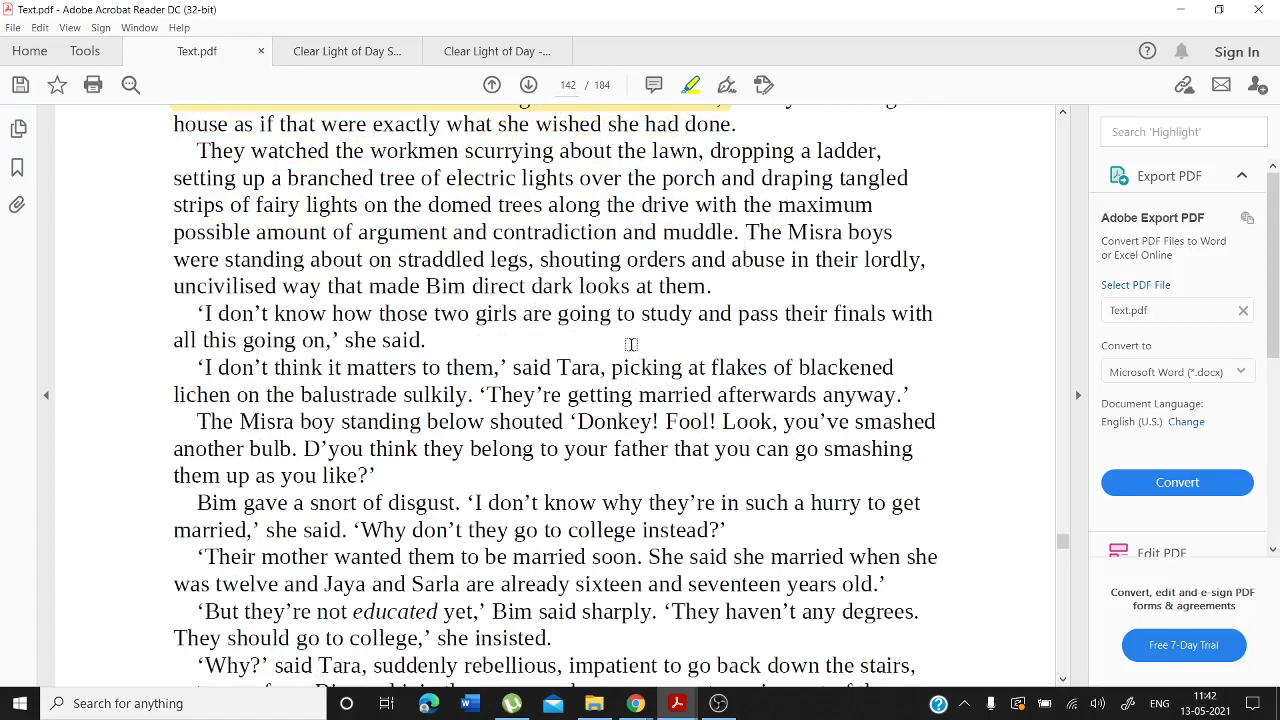 Text.pdf - Adobe Acrobat Reader DC (32-bit)
File Edit View Sign Window Help
Home Tools Text.pdf × Clear Light of Day S... Clear Light of Day -... Sign In
142 / 184
house as if that were exactly what she wished she had done.
They watched the workmen scurrying about the lawn, dropping a ladder,
setting up a branched tree of electric lights over the porch and draping tangled
strips of fairy lights on the domed trees along the drive with the maximum
possible amount of argument and contradiction and muddle. The Misra boys
were standing about on straddled legs, shouting orders and abuse in their lordly,
uncivilised way that made Bim direct dark looks at them.
‘I don’t know how those two girls are going to study and pass their finals with
all this going on,’ she said.
‘I don’t think it matters to them,’ said Tara, picking at flakes of blackened
lichen on the balustrade sulkily. ‘They’re getting married afterwards anyway.’
The Misra boy standing below shouted ‘Donkey! Fool! Look, you’ve smashed
another bulb. D’you think they belong to your father that you can go smashing
them up as you like?’
Bim gave a snort of disgust. ‘I don’t know why they’re in such a hurry to get
married,’ she said. ‘Why don’t they go to college instead?’
‘Their mother wanted them to be married soon. She said she married when she
was twelve and Jaya and Sarla are already sixteen and seventeen years old.’
‘But they’re not educated yet,’ Bim said sharply. ‘They haven’t any degrees.
They should go to college,’ she insisted.
‘Why?’ said Tara, suddenly rebellious, impatient to go back down the stairs,
Search 'Highlight'
Export PDF
Adobe Export PDF
Convert PDF Files to Word
or Excel Online
Select PDF File
Text.pdf
Convert to
Microsoft Word (*.docx)
Document Language:
English (U.S.) Change
Convert
Edit PDF
Convert, edit and e-sign PDF
forms & agreements
Free 7-Day Trial
Search for anything
ENG
11:42
13-05-2021